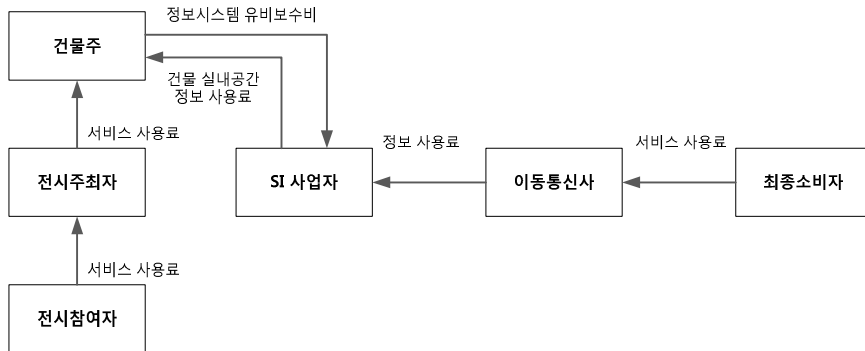 정보시스템 유비보수비
건물주
건물 실내공간
정보 사용료
서비스 사용료
정보 사용료
서비스 사용료
전시주최자
SI 사업자
이동통신사
최종소비자
서비스 사용료
전시참여자